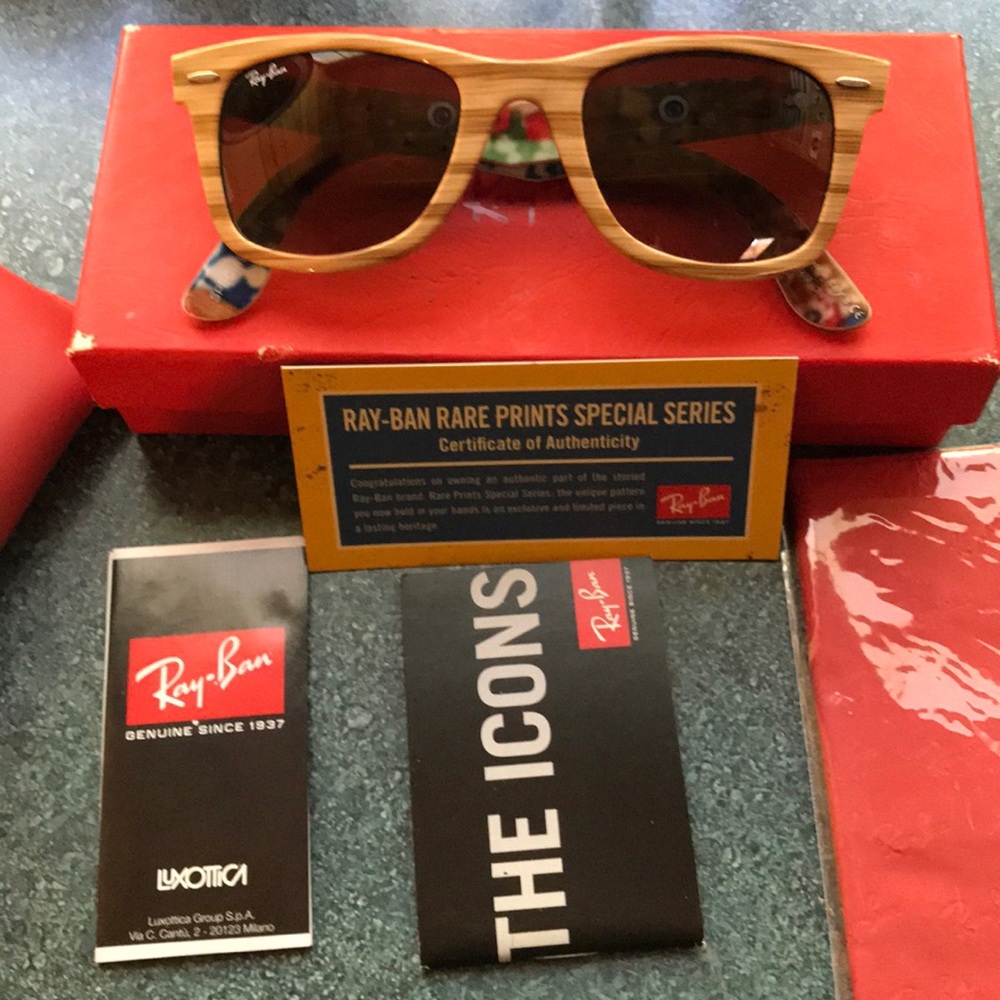 Ray-Ban
RAY-BAN RARE PRINTS SPECIAL SERIES
Certificate of Authenticity
Congratulations on owning an authentic part of the storied
Ray-Ban brand. Rare Prints Special Series: the unique pattern
you now hold in your hands is an exclusive and limited piece in
a lasting heritage.
Ray-Ban
GENUINE SINCE 1937
Ray-Ban
GENUINE SINCE 1937
LUXOTTICA
Luxottica Group S.p.A.
Via C. Cantù, 2 - 20123 Milano
THE ICONS
Ray-Ban
GENUINE SINCE 1937